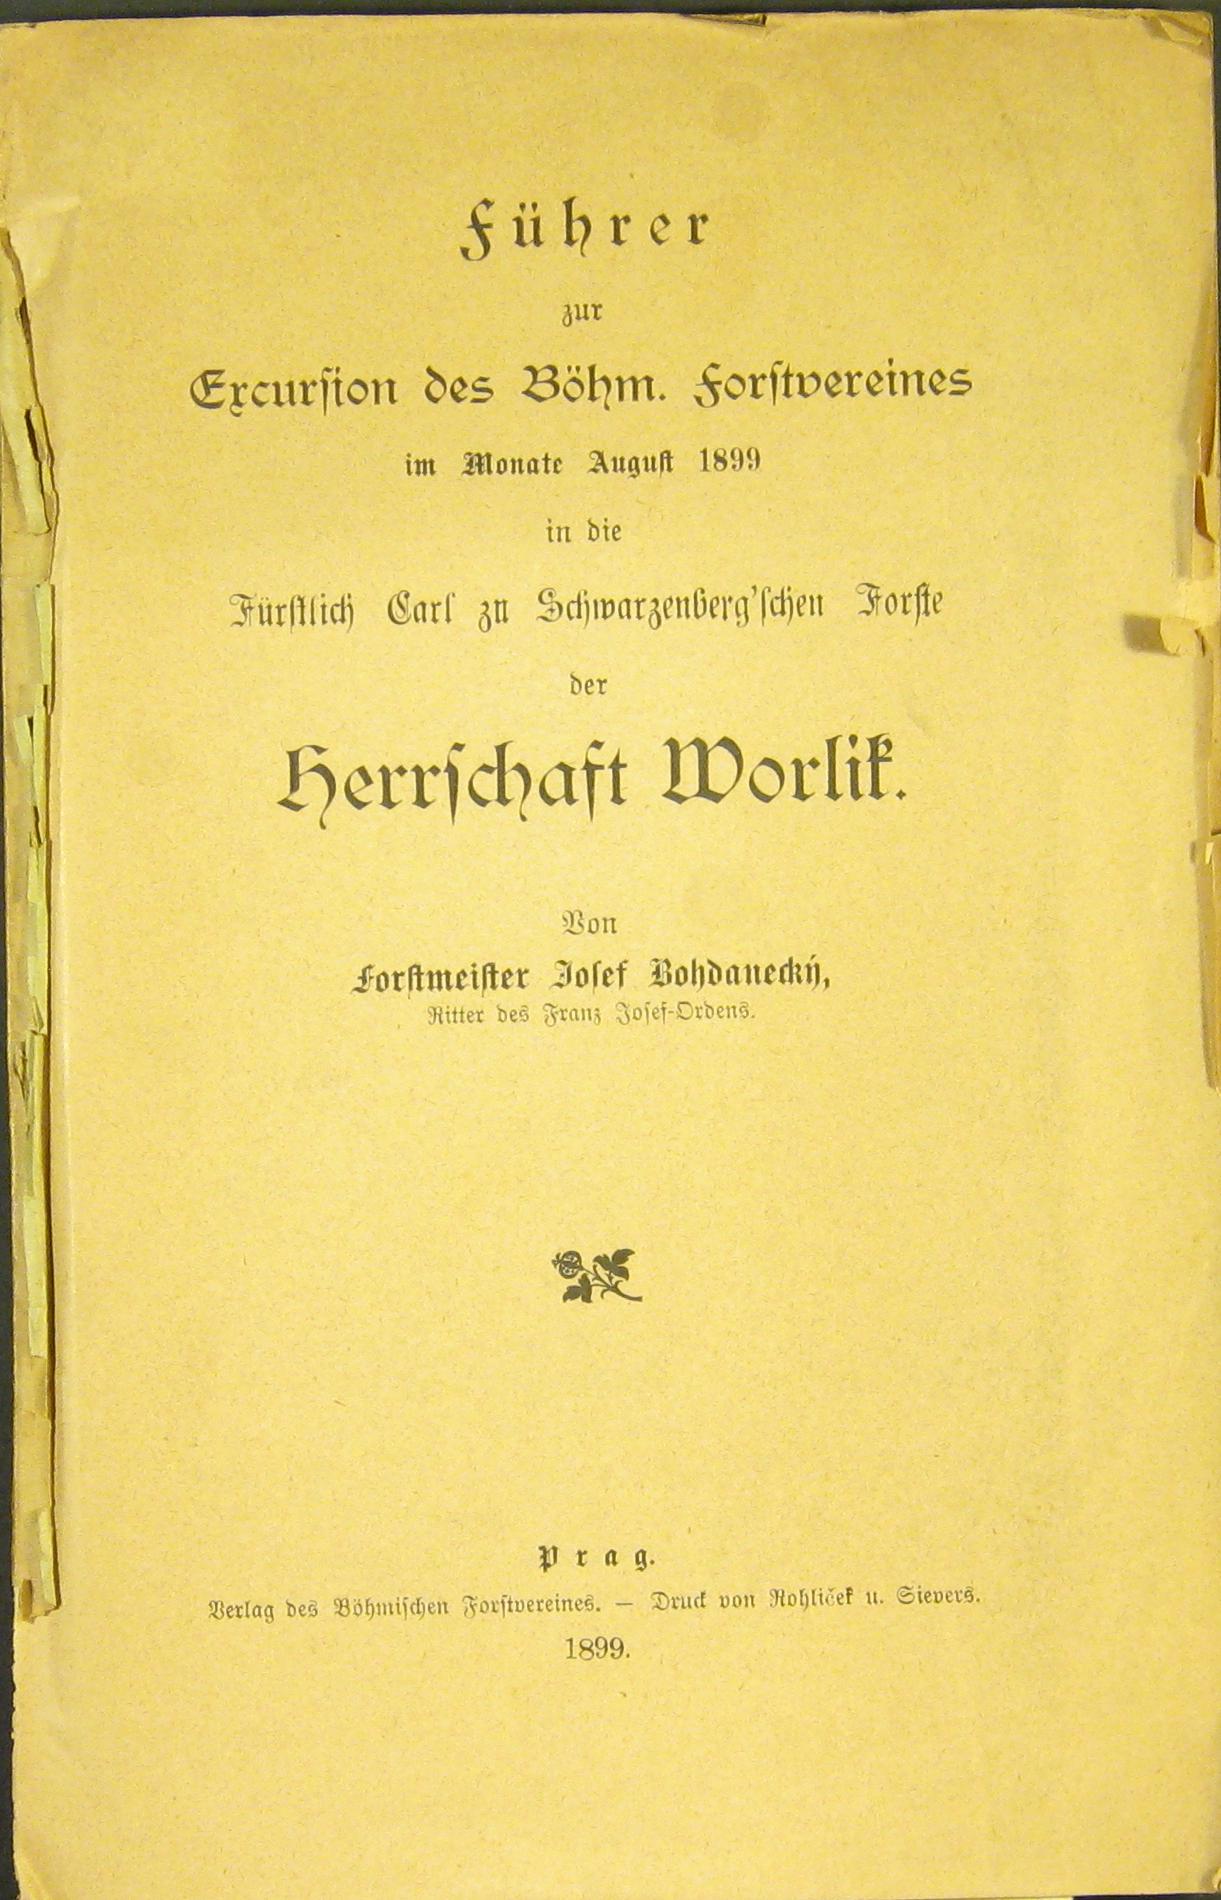 Führer
zur
Excursion des Böhm. Forstvereines
im Monate August 1899
in die
Fürstlich Carl zu Schwarzenberg'schen Forste
der
Herrschaft Worlik.
Von
Forstmeister Josef Bohdanecký,
Ritter des Franz Josef-Ordens.
Prag.
Verlag des Böhmischen Forstvereines. — Druck von Rohliček u. Sievers.
1899.